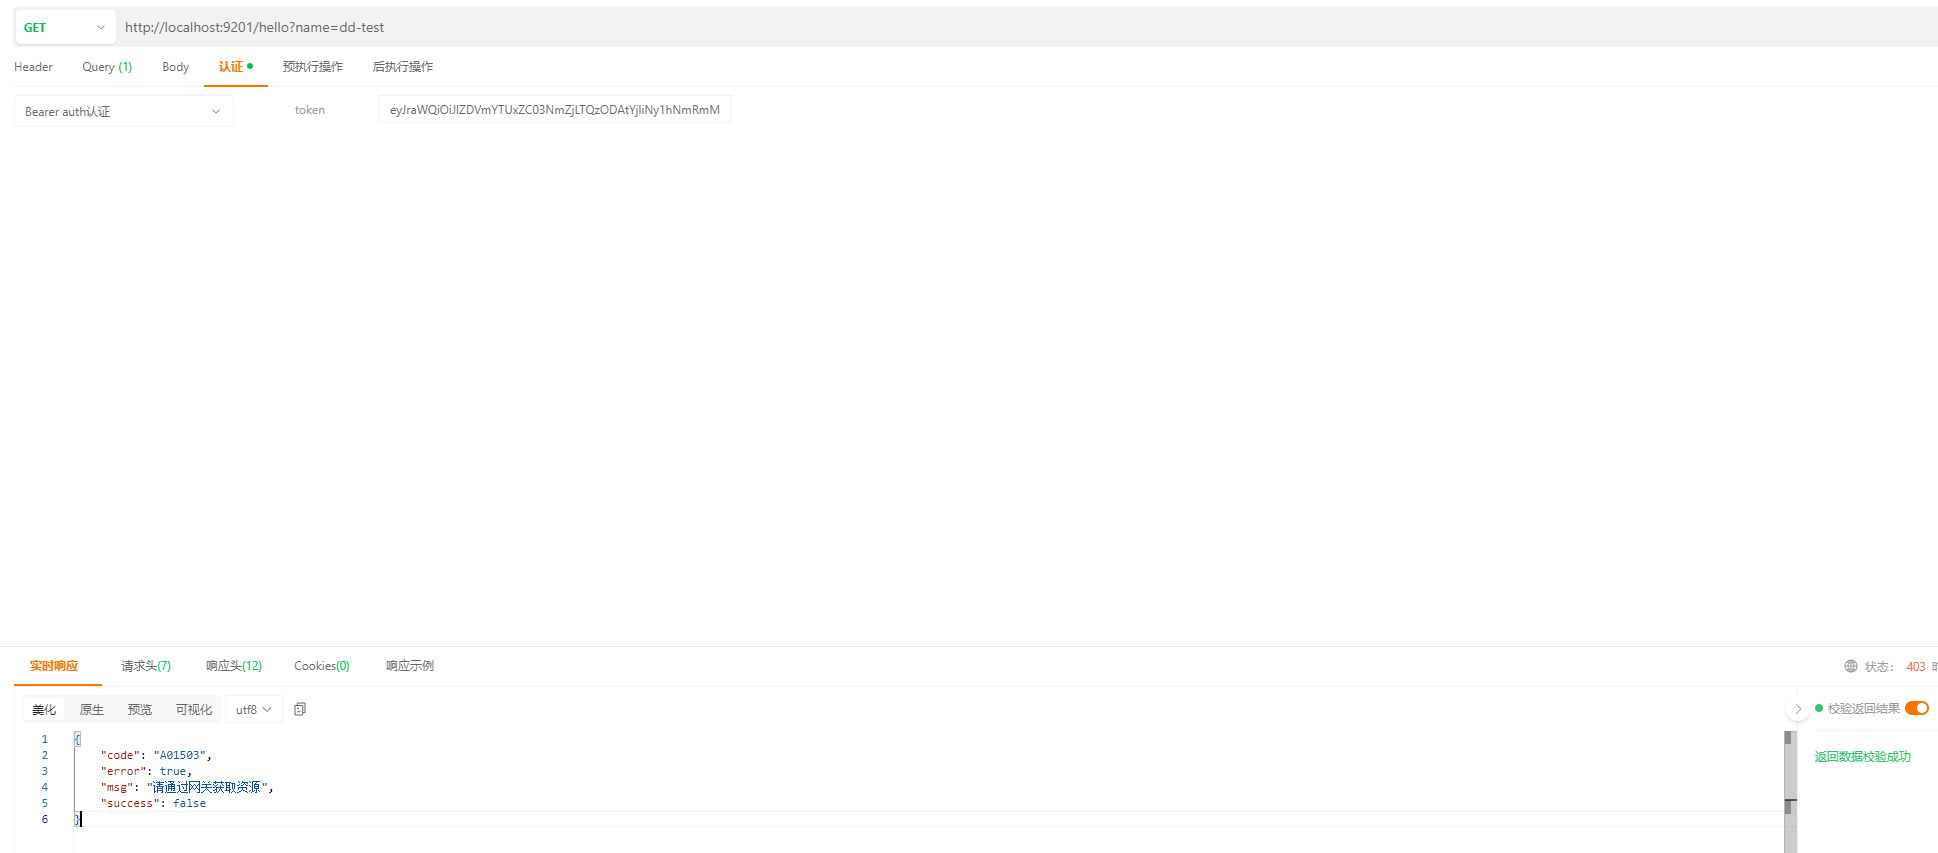 GET http://localhost:9201/hello?name=dd-test
Header Query (1) Body 认证 预执行操作 后执行操作
Bearer auth认证 token eyJraWQiOiJlZDVmYTUxZC03NmZjLTQzODAtYjliNy1hNmRmM
实时响应 请求头(7) 响应头(12) Cookies(0) 响应示例 状态: 403
美化 原生 预览 可视化 utf8 校验返回结果
1 {
2 "code": "A01503",
返回数据校验成功
3 "error": true,
4 "msg": "请通过网关获取资源",
5 "success": false
6 }